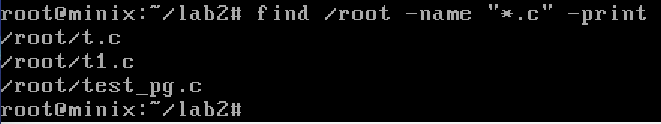 root@minix:~/lab2# find /root -name "*.c" -print
/root/t.c
/root/t1.c
/root/test_pg.c
root@minix:~/lab2#